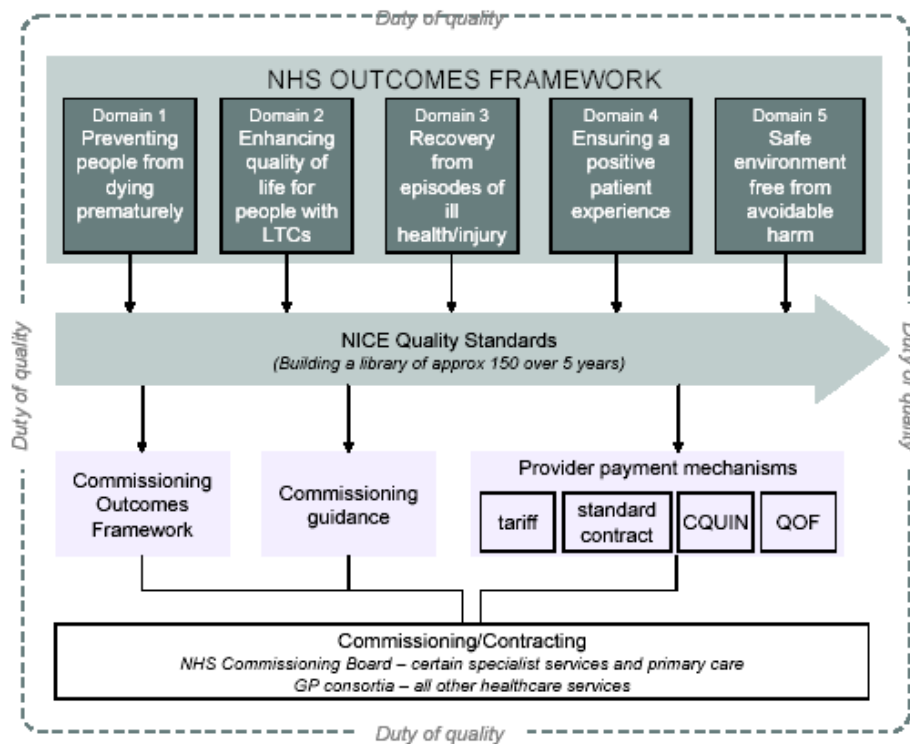 Duty of quality
NHS OUTCOMES FRAMEWORK
Domain 1
Preventing
people from
dying
prematurely
Domain 2
Enhancing
quality of
life for
people with
LTCs
Domain 3
Recovery
from
episodes of
ill
health/injury
Domain 4
Ensuring a
positive
patient
experience
Domain 5
Safe
environment
free from
avoidable
harm
Duty of quality
Duty of quality
NICE Quality Standards
(Building a library of approx 150 over 5 years)
Commissioning
Outcomes
Framework
Commissioning
guidance
Provider payment mechanisms
tariff
standard
contract
CQUIN
QOF
Commissioning/Contracting
NHS Commissioning Board – certain specialist services and primary care
GP consortia – all other healthcare services
Duty of quality